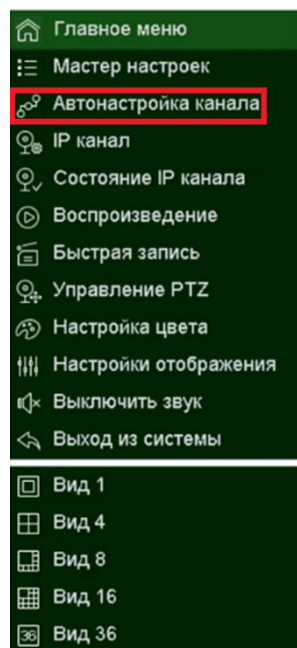 Главное меню
Мастер настроек
Автонастройка канала
IP канал
Состояние IP канала
Воспроизведение
Быстрая запись
Управление PTZ
Настройка цвета
Настройки отображения
Выключить звук
Выход из системы
Вид 1
Вид 4
Вид 8
Вид 16
36 Вид 36